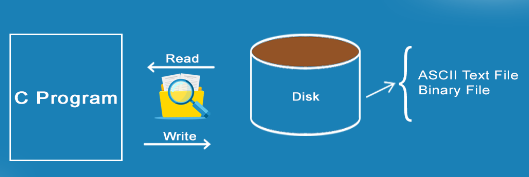 C Program
Read
Write
Disk
ASCII Text File
Binary File